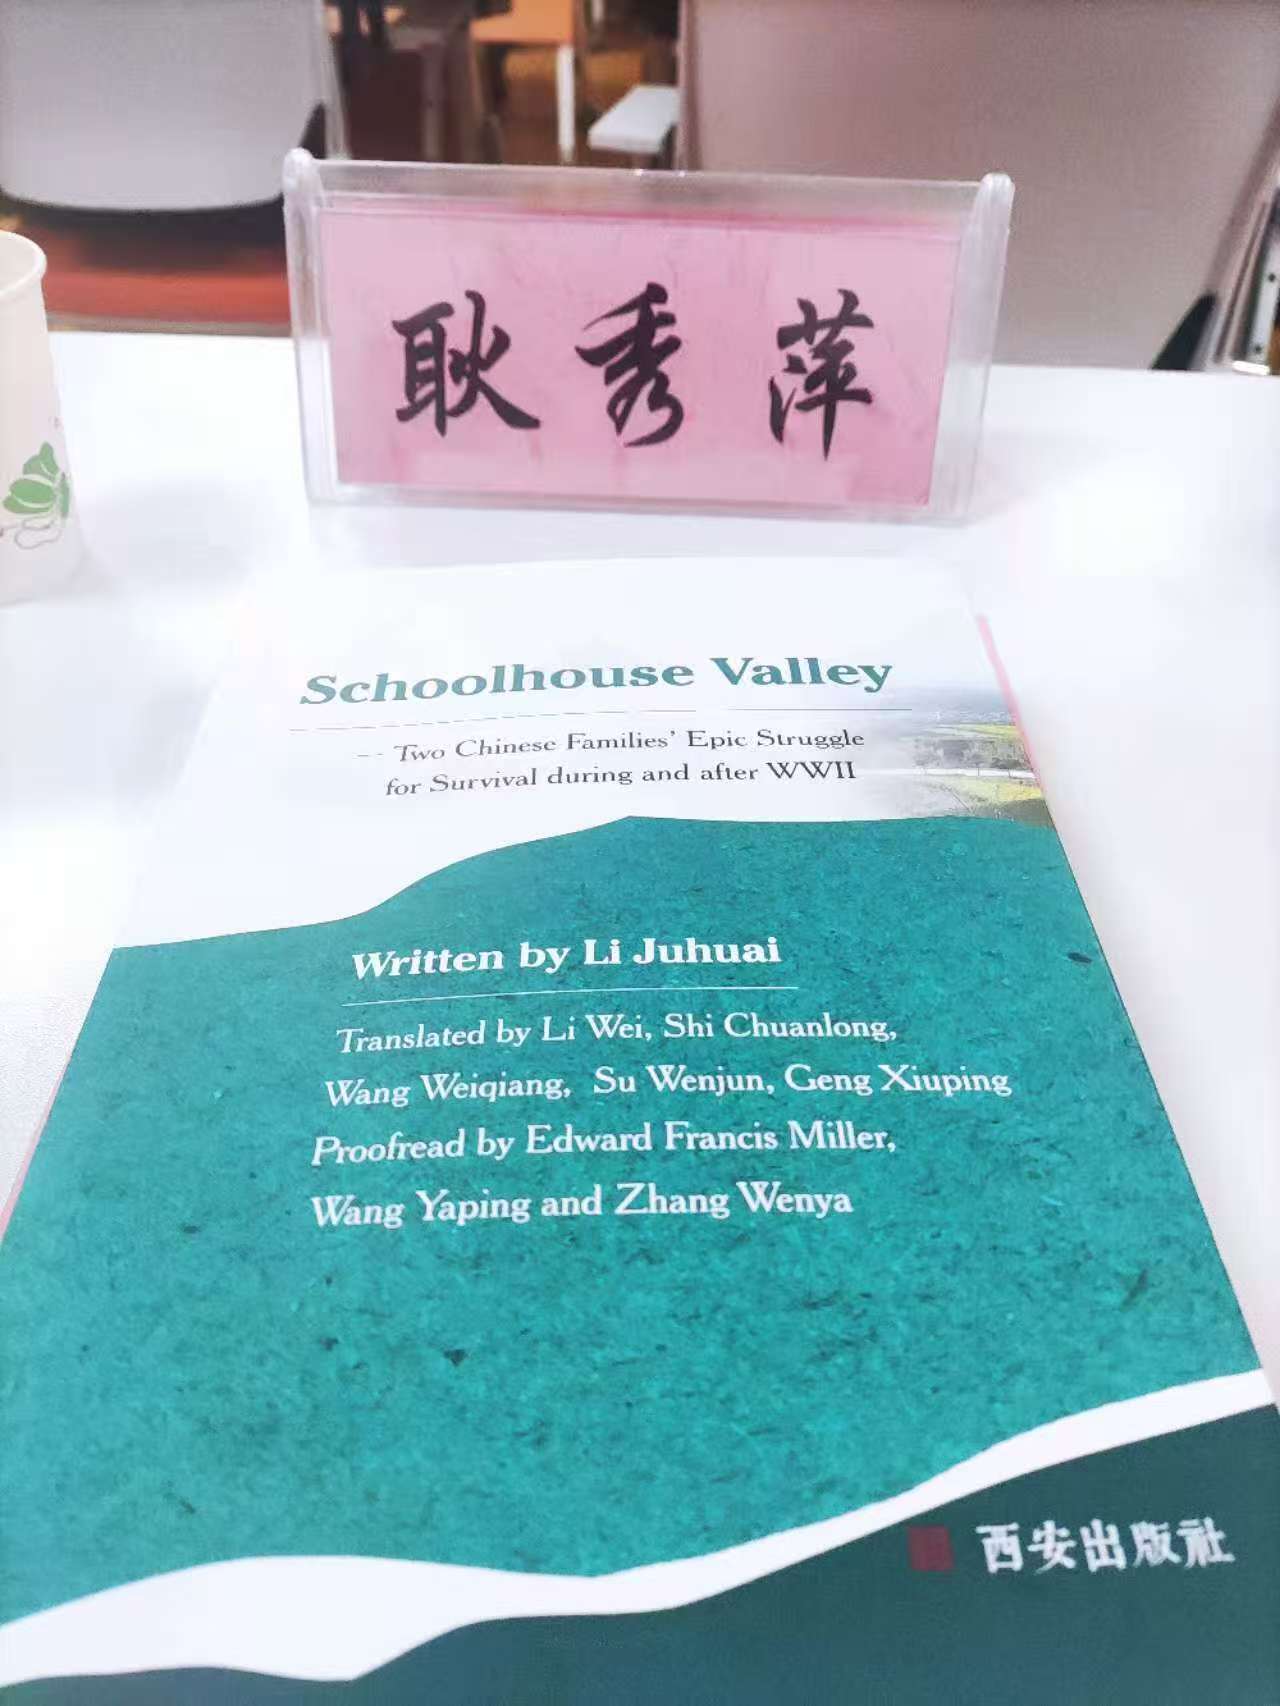 耿秀萍
Schoolhouse Valley
-- Two Chinese Families' Epic Struggle
for Survival during and after WWII
Written by Li Juhuai
Translated by Li Wei, Shi Chuanlong,
Wang Weiqiang, Su Wenjun, Geng Xiuping
Proofread by Edward Francis Miller,
Wang Yaping and Zhang Wenya
西安出版社